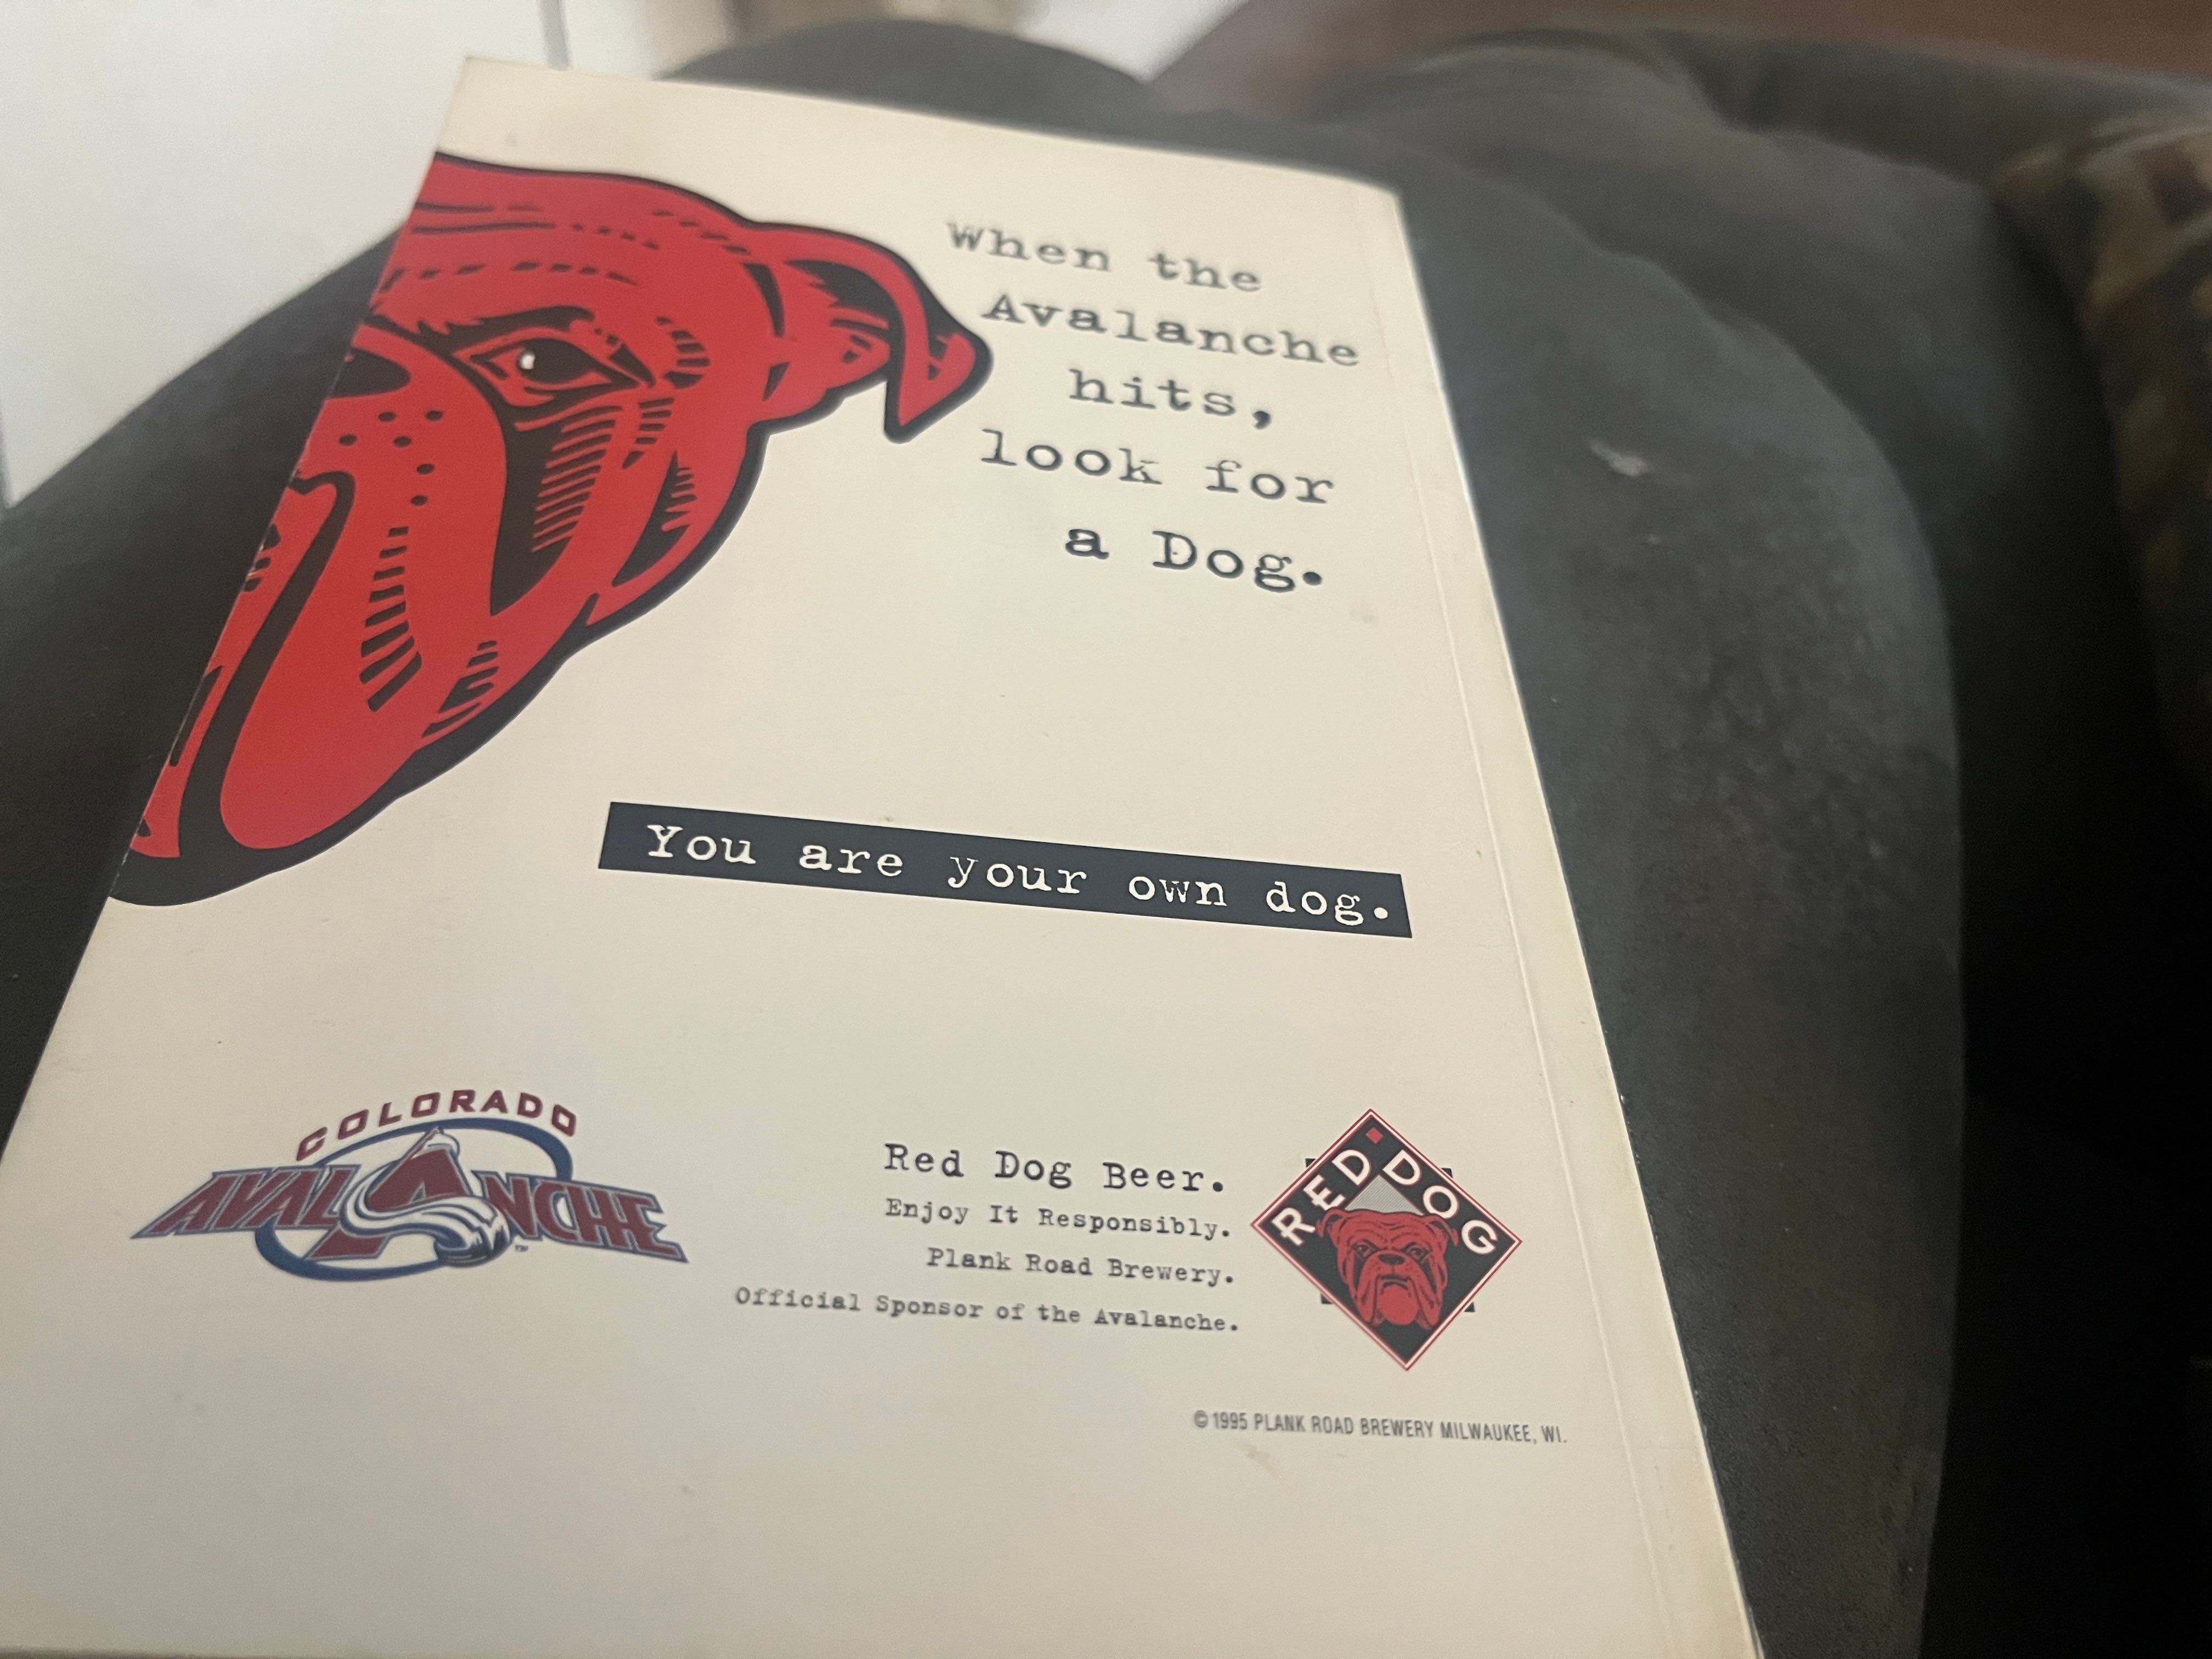 When the
Avalanche
hits,
look for
a Dog.
You are your own dog.
COLORADO
AVALANCHE
TM
Red Dog Beer.
Enjoy It Responsibly.
Plank Road Brewery.
Official Sponsor of the Avalanche.
RED DOG
©1995 PLANK ROAD BREWERY MILWAUKEE, WI.